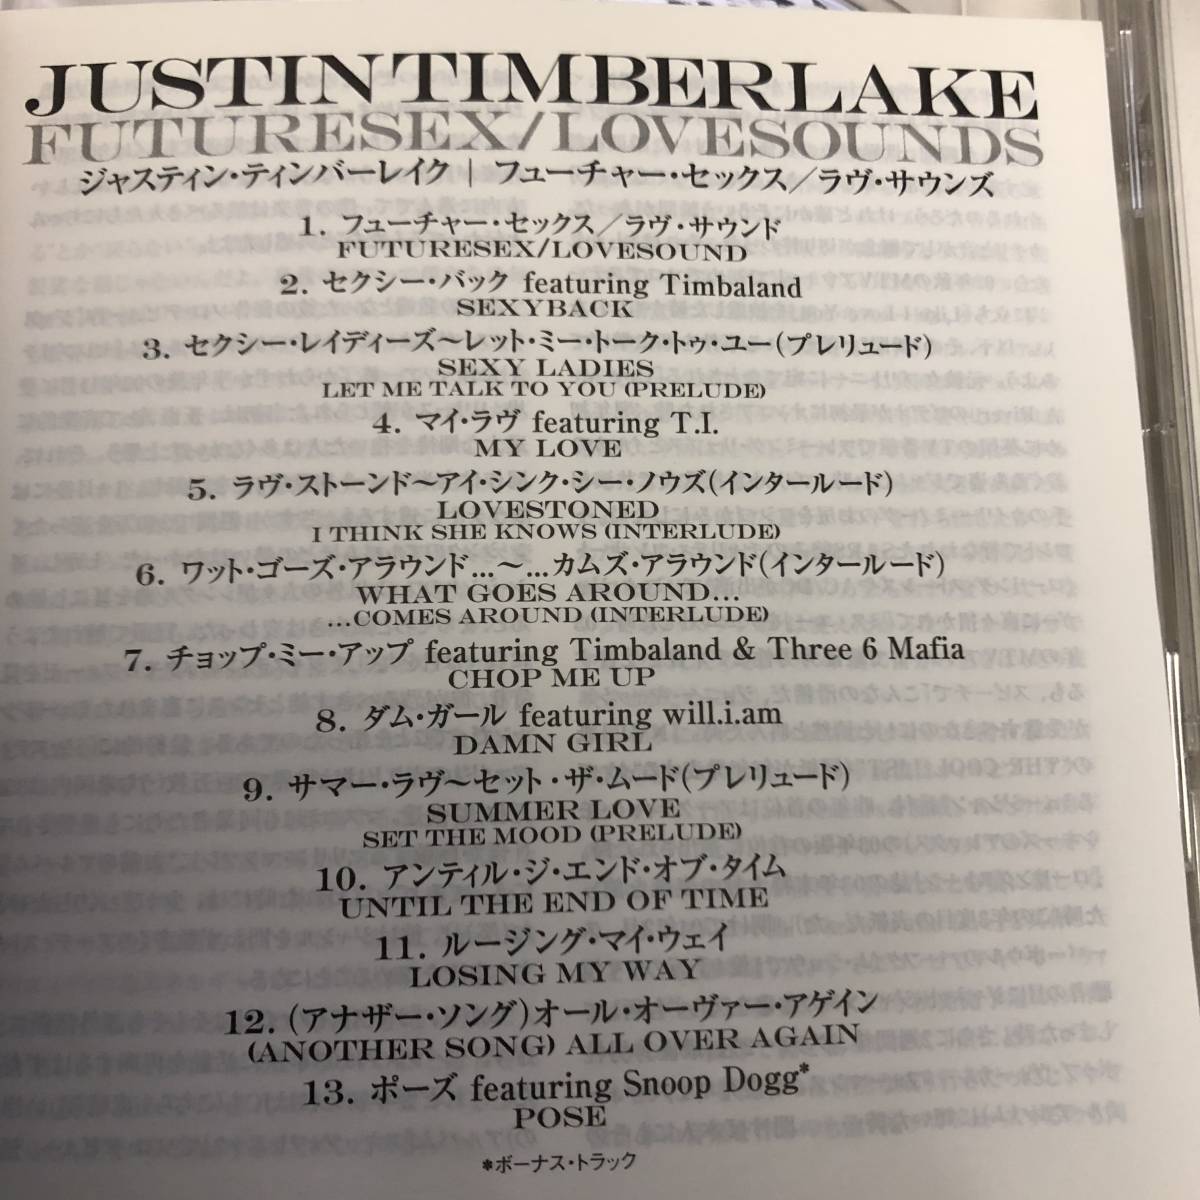 JUSTIN TIMBERLAKE
FUTURESEX/LOVESOUNDS
ジャスティン・ティンバーレイク | フューチャー・セックス/ラヴ・サウンズ
1. フューチャー・セックス/ラヴ・サウンド
FUTURESEX/LOVESOUND
2. セクシー・バック featuring Timbaland
SEXYBACK
3. セクシー・レイディーズ〜レット・ミー・トーク・トゥ・ユー(プレリュード)
SEXY LADIES
LET ME TALK TO YOU (PRELUDE)
4. マイ・ラヴ featuring T.I.
MY LOVE
5. ラヴ・ストーンド〜アイ・シンク・シー・ノウズ(インタールード)
LOVESTONED
I THINK SHE KNOWS (INTERLUDE)
6. ワット・ゴーズ・アラウンド...〜...カムズ・アラウンド(インタールード)
WHAT GOES AROUND...
...COMES AROUND (INTERLUDE)
7. チョップ・ミー・アップ featuring Timbaland & Three 6 Mafia
CHOP ME UP
8. ダム・ガール featuring will.i.am
DAMN GIRL
9. サマー・ラヴ〜セット・ザ・ムード(プレリュード)
SUMMER LOVE
SET THE MOOD (PRELUDE)
10. アンティル・ジ・エンド・オブ・タイム
UNTIL THE END OF TIME
11. ルージング・マイ・ウェイ
LOSING MY WAY
12. (アナザー・ソング)オール・オーヴァー・アゲイン
(ANOTHER SONG) ALL OVER AGAIN
13. ポーズ featuring Snoop Dogg*
POSE
*ボーナス・トラック